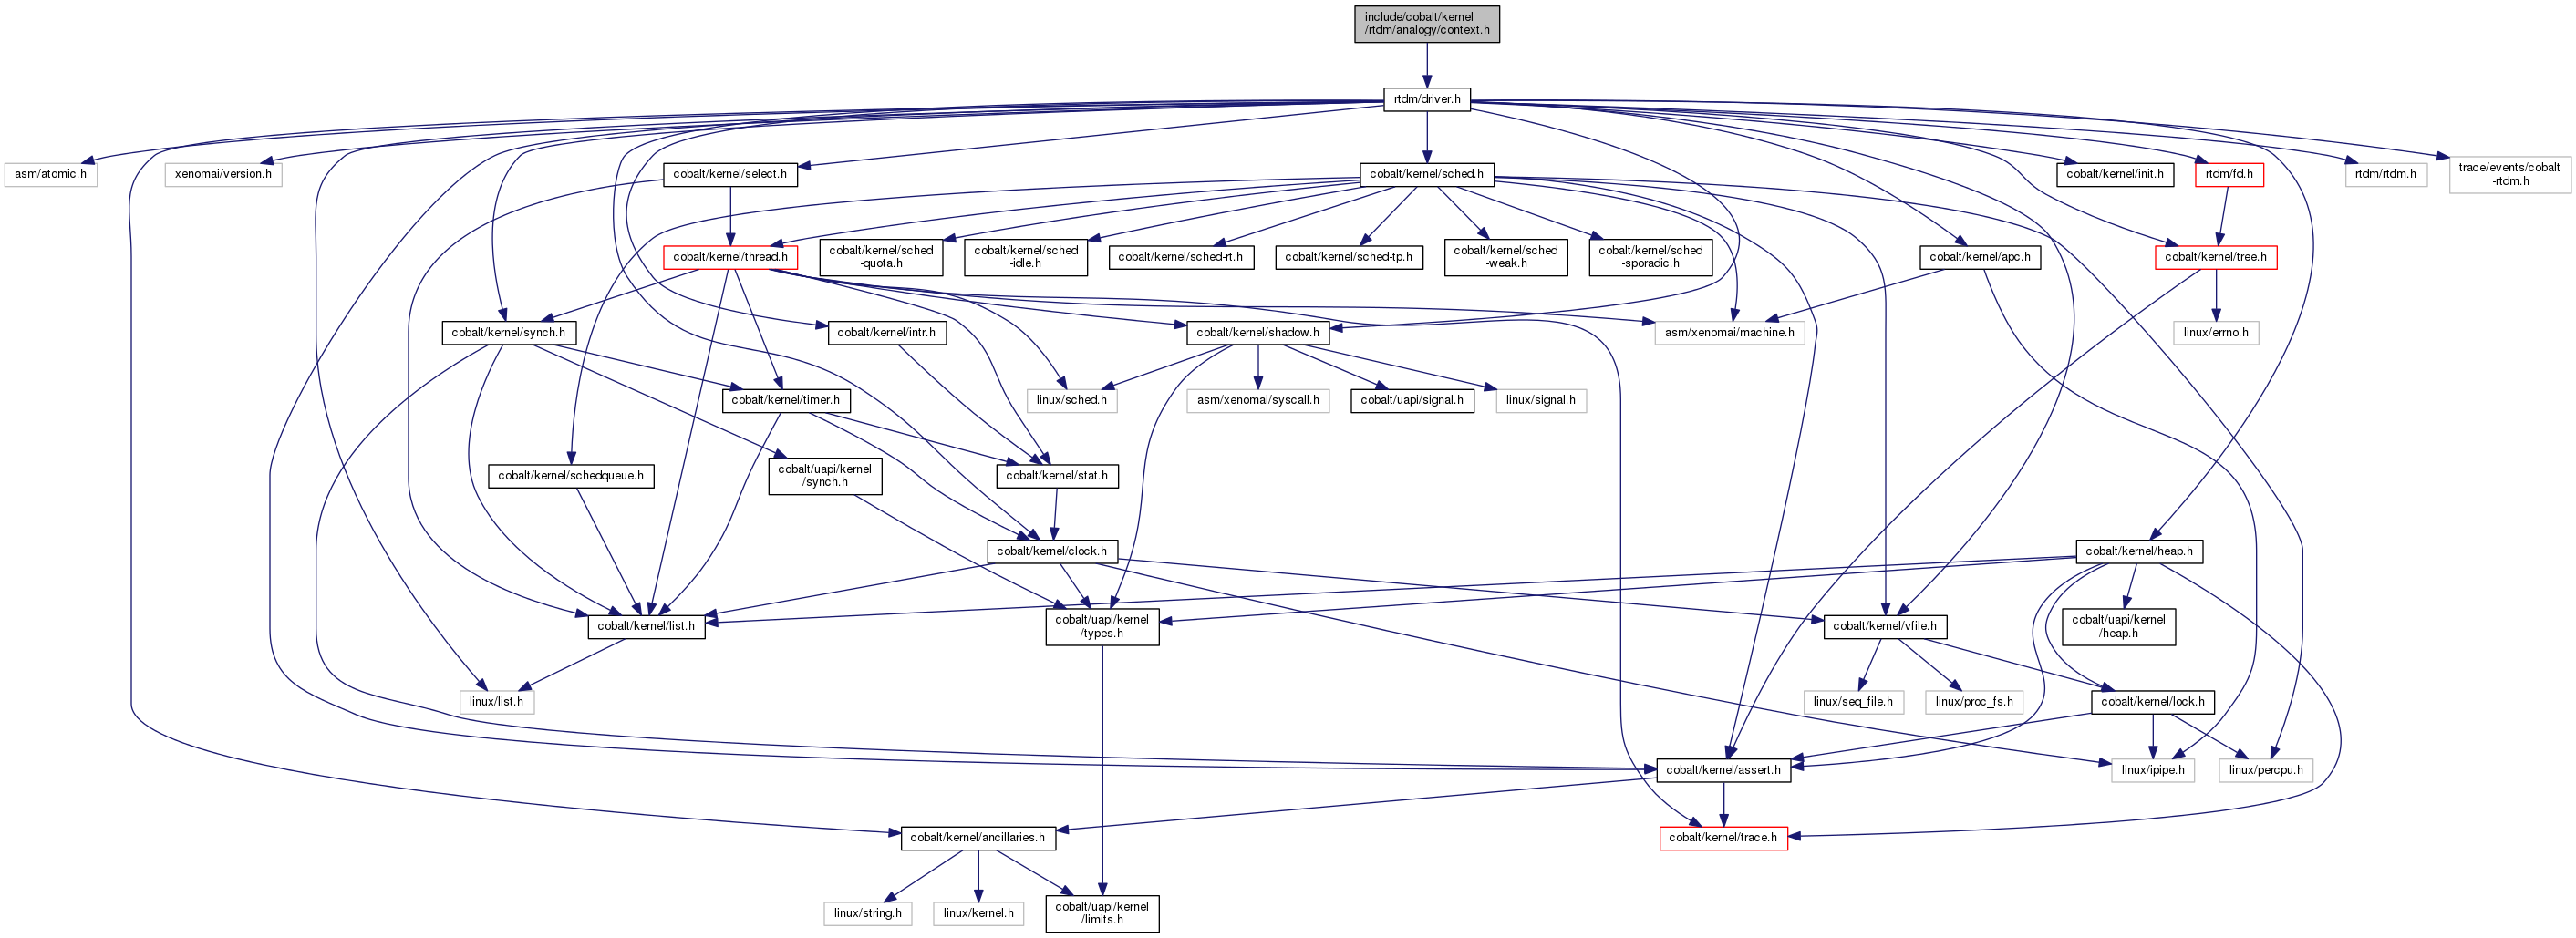 include/cobalt/kernel
/rtdm/analogy/context.h
rtdm/driver.h
asm/atomic.h
xenomai/version.h
cobalt/kernel/select.h
cobalt/kernel/sched.h
cobalt/kernel/init.h
rtdm/fd.h
rtdm/rtdm.h
trace/events/cobalt
-rtdm.h
cobalt/kernel/thread.h
cobalt/kernel/sched
-quota.h
cobalt/kernel/sched
-idle.h
cobalt/kernel/sched-rt.h
cobalt/kernel/sched-tp.h
cobalt/kernel/sched
-weak.h
cobalt/kernel/sched
-sporadic.h
cobalt/kernel/apc.h
cobalt/kernel/tree.h
cobalt/kernel/synch.h
cobalt/kernel/intr.h
cobalt/kernel/shadow.h
asm/xenomai/machine.h
linux/errno.h
cobalt/kernel/timer.h
linux/sched.h
asm/xenomai/syscall.h
cobalt/uapi/signal.h
linux/signal.h
cobalt/kernel/schedqueue.h
cobalt/uapi/kernel
/synch.h
cobalt/kernel/stat.h
cobalt/kernel/clock.h
cobalt/kernel/heap.h
cobalt/kernel/list.h
cobalt/uapi/kernel
/types.h
cobalt/kernel/vfile.h
cobalt/uapi/kernel
/heap.h
linux/list.h
linux/seq_file.h
linux/proc_fs.h
cobalt/kernel/lock.h
cobalt/kernel/assert.h
linux/ipipe.h
linux/percpu.h
cobalt/kernel/ancillaries.h
cobalt/kernel/trace.h
linux/string.h
linux/kernel.h
cobalt/uapi/kernel
/limits.h